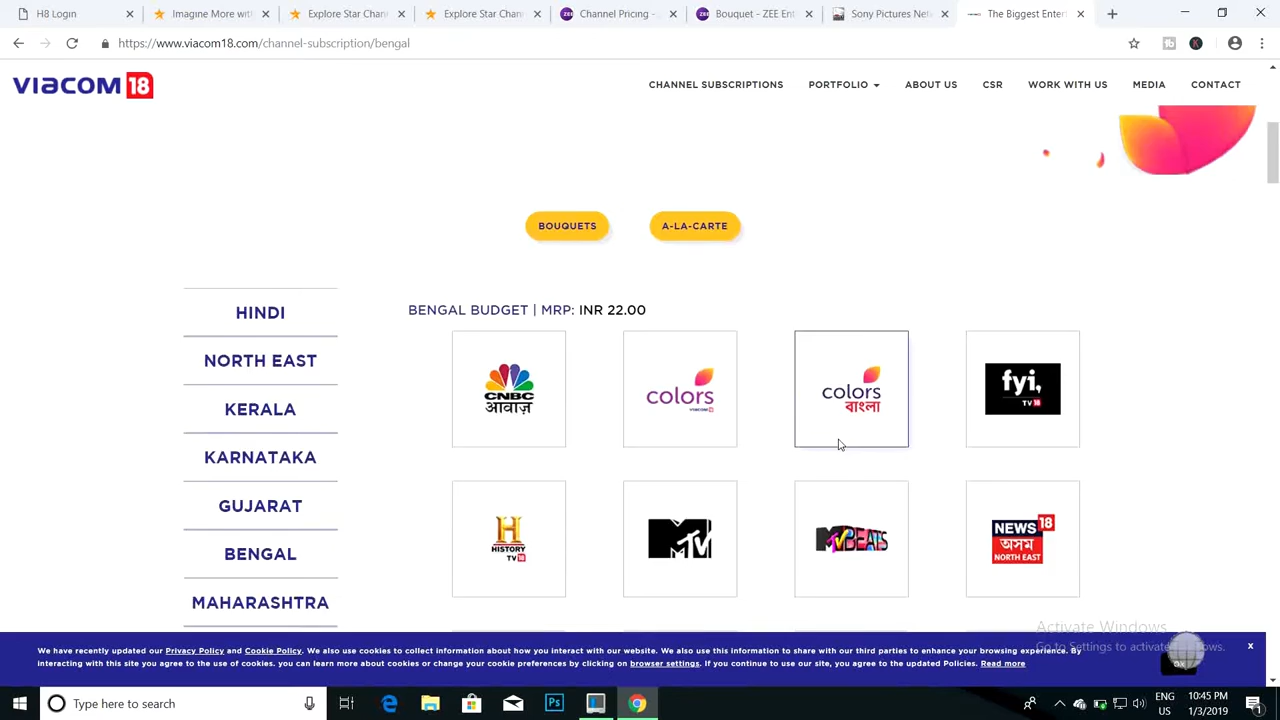 H8 Login
Imagine More with
Explore Star Chan
Explore Star Chan
Channel Pricing -
Bouquet - ZEE Ent
Sony Pictures Net
The Biggest Enter
https://www.viacom18.com/channel-subscription/bengal
VIACOM 18
CHANNEL SUBSCRIPTIONS
PORTFOLIO
ABOUT US
CSR
WORK WITH US
MEDIA
CONTACT
BOUQUETS
A-LA-CARTE
HINDI
NORTH EAST
KERALA
KARNATAKA
GUJARAT
BENGAL
MAHARASHTRA
BENGAL BUDGET | MRP: INR 22.00
CNBC
आवाज़
colors
VIACOM18
colors
বাংলা
fyi,
TV18
H
HISTORY
TV18
MTV
MTV BEATS
NEWS 18
অসম
NORTH EAST
Activate Windows
Go to Settings to activate Windows.
We have recently updated our Privacy Policy and Cookie Policy. We also use cookies to collect information about how you interact with our website. We also use this information to share with our third parties to enhance your browsing experience. By
interacting with this site you agree to the use of cookies. you can learn more about cookies or change your cookie preferences by clicking on browser settings. If you continue to use our site, you agree to the updated Policies. Read more
x
Type here to search
Ps
ENG
US
10:45 PM
1/3/2019